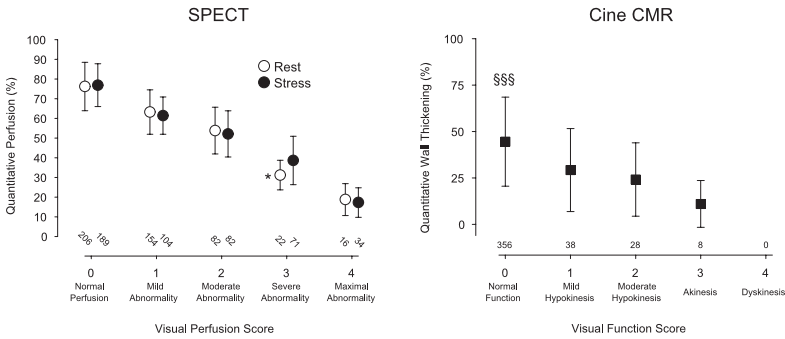 SPECT
Quantitative Perfusion (%)
100
90
80
70
60
50
40
30
20
10
0
Rest
Stress
*
206 189 154 104 82 82 22 71 16 34
0 1 2 3 4
Normal Perfusion
Mild Abnormality
Moderate Abnormality
Severe Abnormality
Maximal Abnormality
Visual Perfusion Score
Cine CMR
Quantitative Wall Thickening (%)
100
75
50
25
0
§§§
356 38 28 8 0
0 1 2 3 4
Normal Function
Mild Hypokinesis
Moderate Hypokinesis
Akinesis
Dyskinesis
Visual Function Score